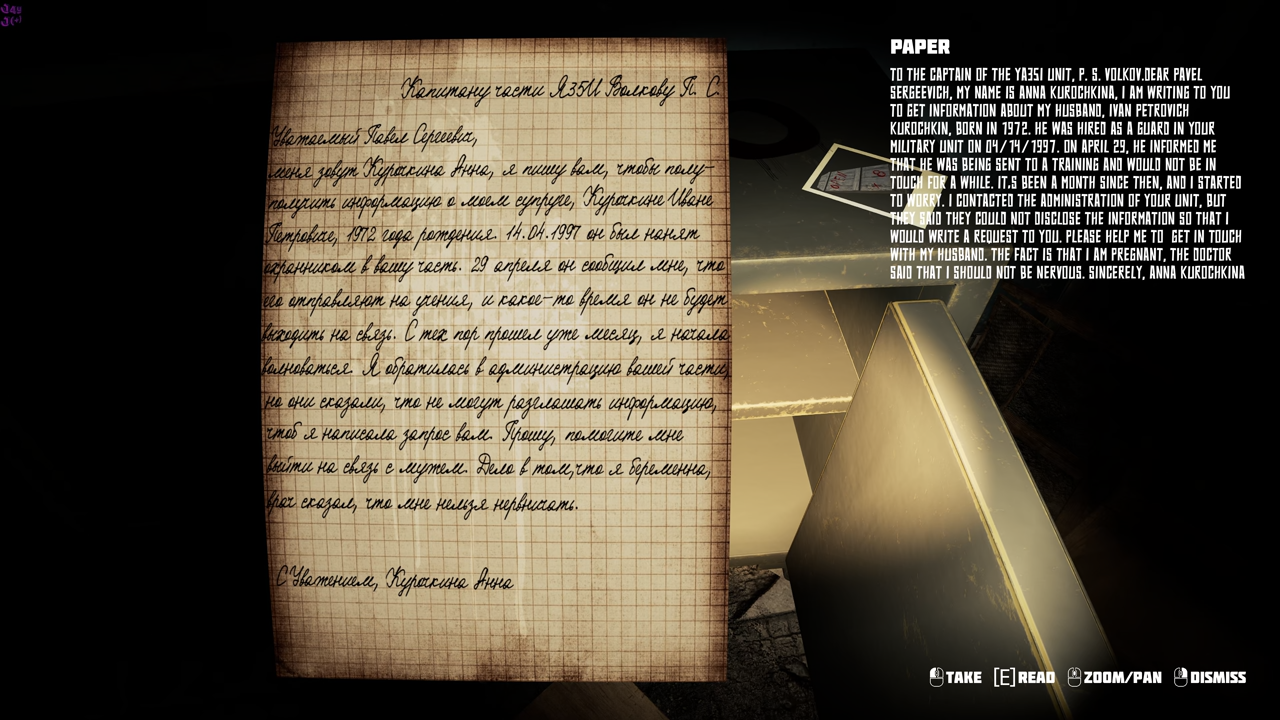 Капитану части Я35И Волкову П. С.
Уважаемый Павел Сергеевич,
меня зовут Курочкина Анна, я пишу вам, чтобы полу-
получить информацию о моем супруге, Курочкине Иване
Петровиче, 1972 года рождения. 14.04.1997 он был нанят
охранником в вашу часть. 29 апреля он сообщил мне, что
его отправляют на учения, и какое-то время он не будет
выходить на связь. С тех пор прошел уже месяц, я начала
волноваться. Я обратилась в администрацию вашей части,
но они сказали, что не могут разглашать информацию,
чтоб я написала запрос вам. Прошу, помогите мне
выйти на связь с мужем. Дело в том,что я беременна,
врач сказал, что мне нельзя нервничать.
С Уважением, Курочкина Анна
PAPER
TO THE CAPTAIN OF THE YA35I UNIT, P. S. VOLKOV.DEAR PAVEL
SERGEEVICH, MY NAME IS ANNA KUROCHKINA, I AM WRITING TO YOU
TO GET INFORMATION ABOUT MY HUSBAND, IVAN PETROVICH
KUROCHKIN, BORN IN 1972. HE WAS HIRED AS A GUARD IN YOUR
MILITARY UNIT ON 04/14/1997. ON APRIL 29, HE INFORMED ME
THAT HE WAS BEING SENT TO A TRAINING AND WOULD NOT BE IN
TOUCH FOR A WHILE. IT.S BEEN A MONTH SINCE THEN, AND I STARTED
TO WORRY. I CONTACTED THE ADMINISTRATION OF YOUR UNIT, BUT
THEY SAID THEY COULD NOT DISCLOSE THE INFORMATION SO THAT I
WOULD WRITE A REQUEST TO YOU. PLEASE HELP ME TO GET IN TOUCH
WITH MY HUSBAND. THE FACT IS THAT I AM PREGNANT, THE DOCTOR
SAID THAT I SHOULD NOT BE NERVOUS. SINCERELY, ANNA KUROCHKINA
TAKE [E]READ ZOOM/PAN DISMISS